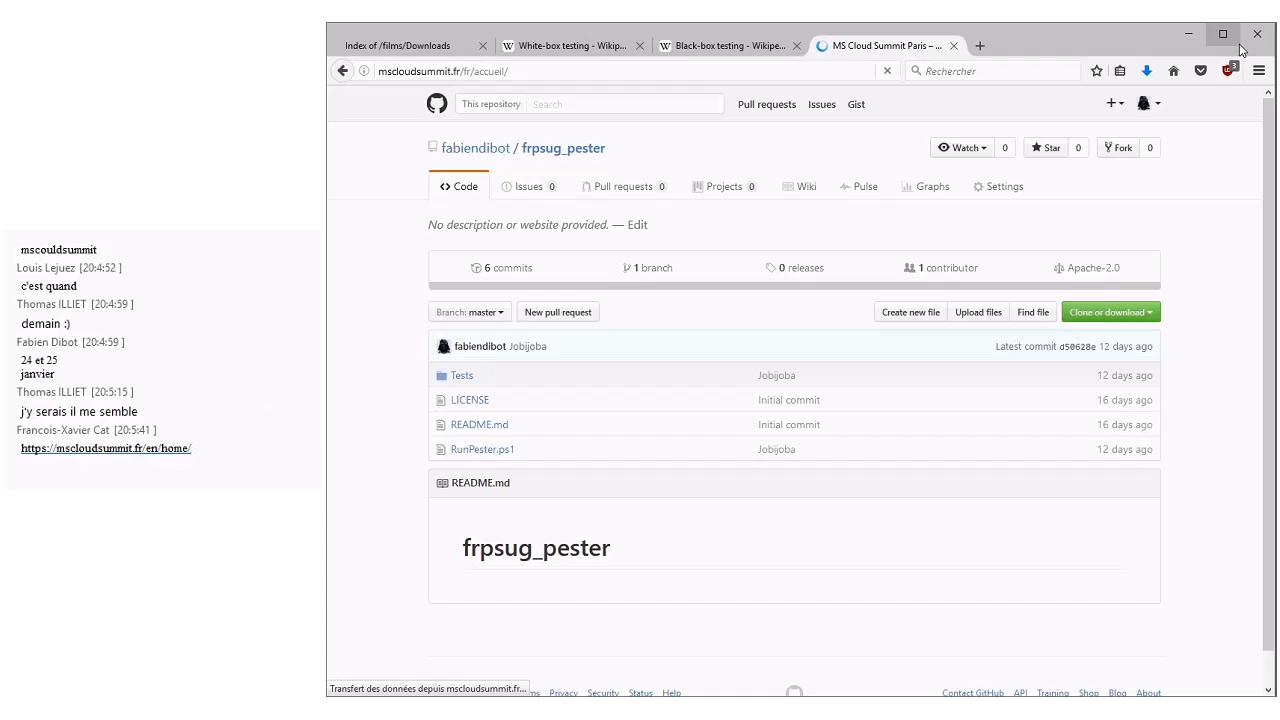 mscouldsummit
Louis Lejuez [20:4:52 ]
c'est quand
Thomas ILLIET [20:4:59 ]
demain :)
Fabien Dibot [20:4:59 ]
24 et 25
janvier
Thomas ILLIET [20:5:15 ]
j'y serais il me semble
Francois-Xavier Cat [20:5:41 ]
https://mscloudsummit.fr/en/home/
Index of /films/Downloads
White-box testing - Wikip...
Black-box testing - Wikipe...
MS Cloud Summit Paris – ...
mscloudsummit.fr/fr/accueil/
Rechercher
3
This repository Search
Pull requests Issues Gist
fabiendibot / frpsug_pester
Watch 0
Star 0
Fork 0
Code
Issues 0
Pull requests 0
Projects 0
Wiki
Pulse
Graphs
Settings
No description or website provided. — Edit
6 commits
1 branch
0 releases
1 contributor
Apache-2.0
Branch: master
New pull request
Create new file
Upload files
Find file
Clone or download
fabiendibot Jobijoba
Latest commit d50628e 12 days ago
Tests Jobijoba 12 days ago
LICENSE Initial commit 16 days ago
README.md Initial commit 16 days ago
RunPester.ps1 Jobijoba 12 days ago
README.md
frpsug_pester
Transfert des données depuis mscloudsummit.fr...
Privacy Security Status Help
Contact GitHub API Training Shop Blog About